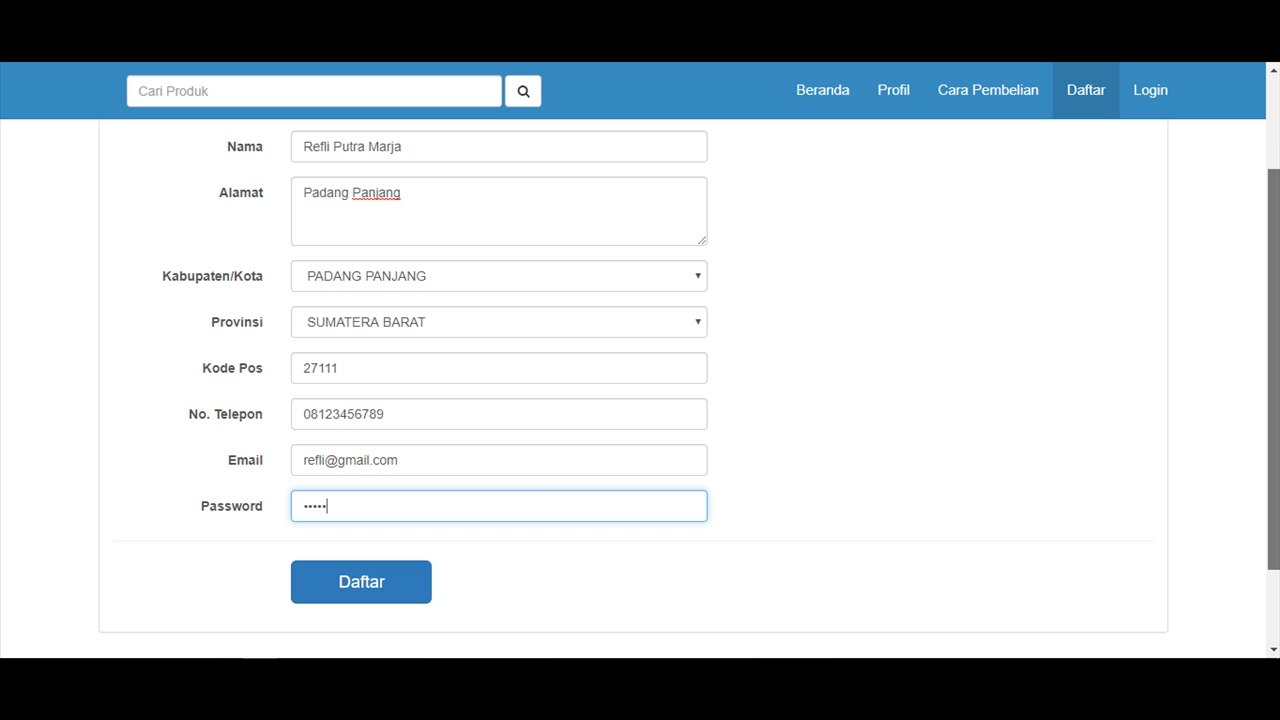 Cari Produk
Beranda Profil Cara Pembelian Daftar Login
Nama Refli Putra Marja
Alamat Padang Panjang
Kabupaten/Kota PADANG PANJANG
Provinsi SUMATERA BARAT
Kode Pos 27111
No. Telepon 08123456789
Email refli@gmail.com
Password •••••
Daftar